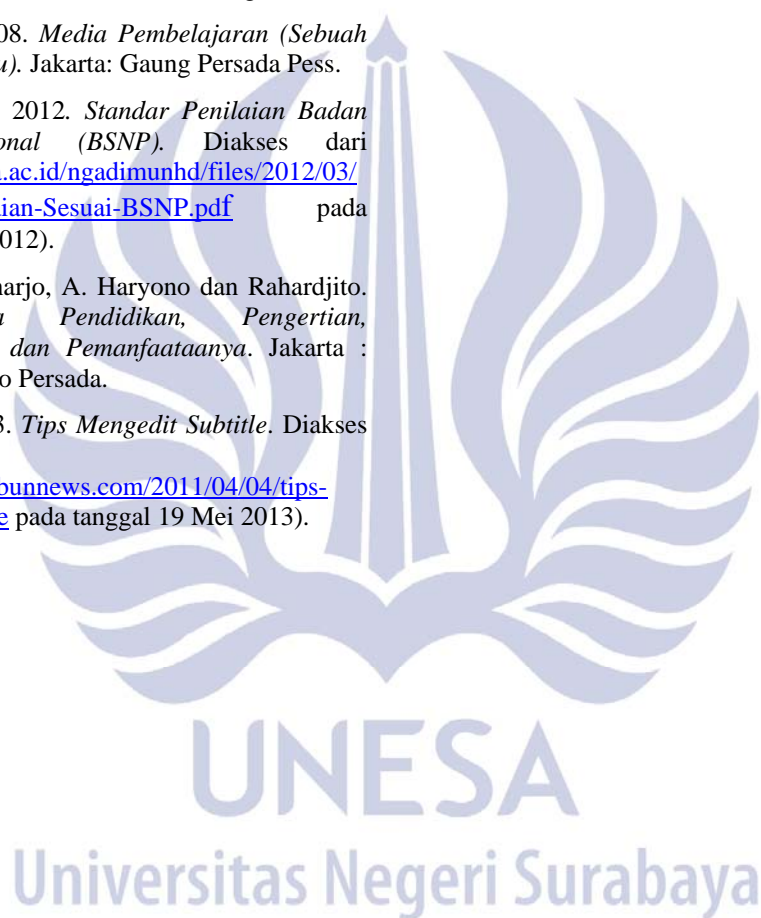 08. Media Pembelajaran (Sebuah
u). Jakarta: Gaung Persada Pess.
2012. Standar Penilaian Badan
onal (BSNP). Diakses dari
a.ac.id/ngadimunhd/files/2012/03/
ian-Sesuai-BSNP.pdf pada
012).
narjo, A. Haryono dan Rahardjito.
a Pendidikan, Pengertian,
dan Pemanfaataanya. Jakarta :
o Persada.
3. Tips Mengedit Subtitle. Diakses
bunnews.com/2011/04/04/tips-
e pada tanggal 19 Mei 2013).
UNESA
Universitas Negeri Surabaya